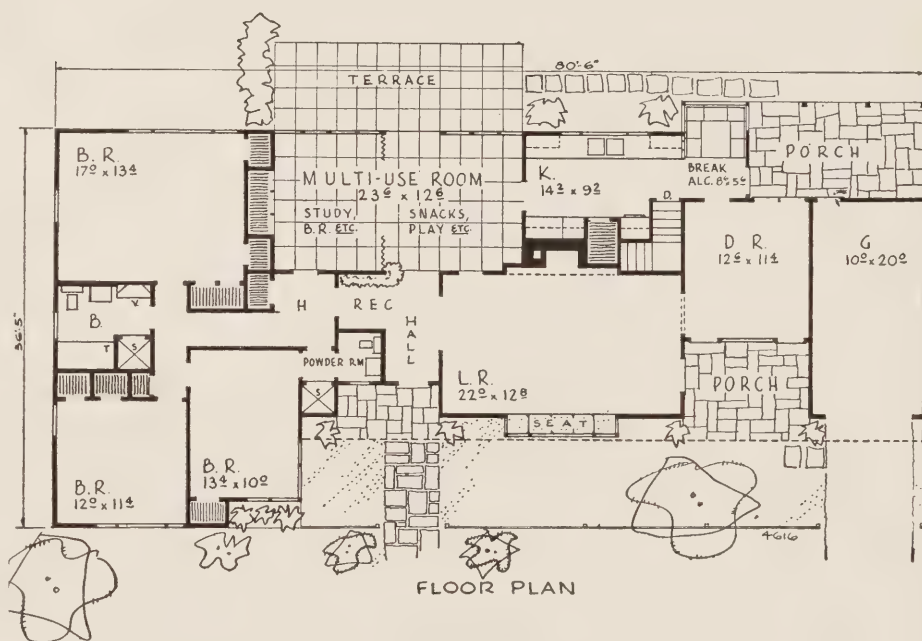 80'-6"
TERRACE
B. R.
17⁰ x 13⁴
MULTI-USE ROOM
23⁶ x 12⁶
STUDY, SNACKS,
B.R. ETC. PLAY ETC.
K.
14³ x 9²
D.
BREAK
ALC. 8⁰ 5⁶
PORCH
D R.
12⁶ x 11⁴
G
10⁰ x 20⁰
36'-5"
B.
V
T
S
H
REC
HALL
POWDER RM
S
L.R.
22⁰ x 12⁸
PORCH
SEAT
B.R.
12⁰ x 11⁴
B.R.
13⁴ x 10⁰
4616
FLOOR PLAN